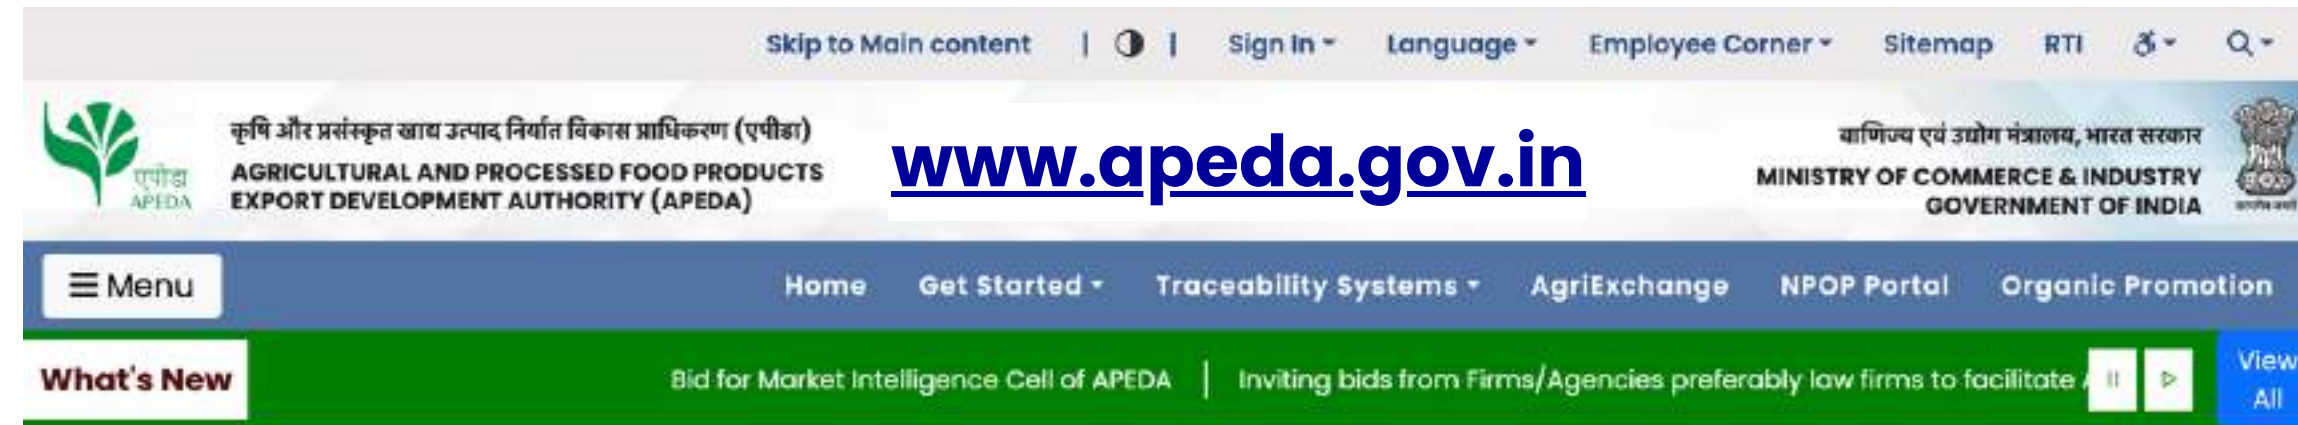 Skip to Main content | | Sign In Language Employee Corner Sitemap RTI
एपीडा
APEDA
कृषि और प्रसंस्कृत खाद्य उत्पाद निर्यात विकास प्राधिकरण (एपीडा)
AGRICULTURAL AND PROCESSED FOOD PRODUCTS
EXPORT DEVELOPMENT AUTHORITY (APEDA)
www.apeda.gov.in
वाणिज्य एवं उद्योग मंत्रालय, भारत सरकार
MINISTRY OF COMMERCE & INDUSTRY
GOVERNMENT OF INDIA
Menu Home Get Started Traceability Systems AgriExchange NPOP Portal Organic Promotion
What's New Bid for Market Intelligence Cell of APEDA | Inviting bids from Firms/Agencies preferably law firms to facilitate
View
All